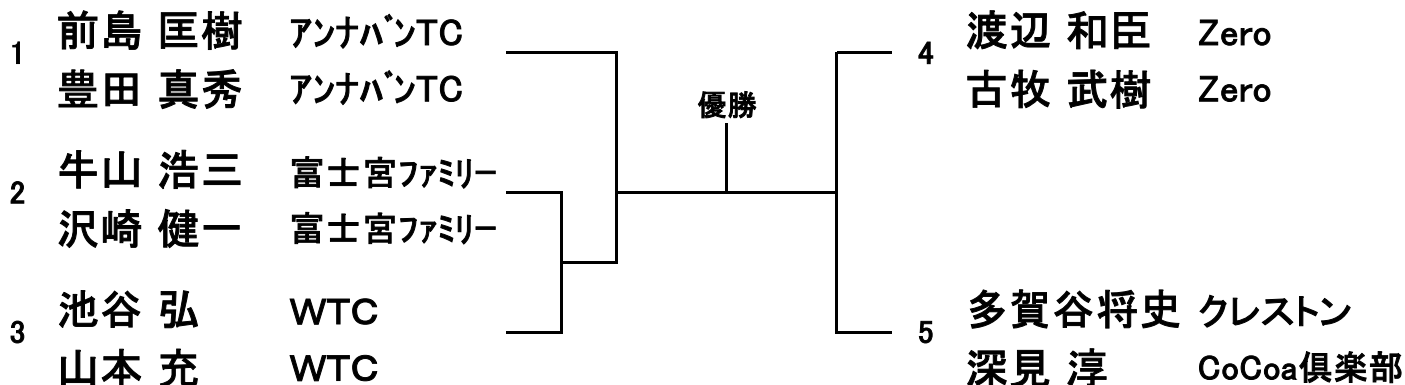 1
前島 匡樹 アンナバンTC
豊田 真秀 アンナバンTC
2
牛山 浩三 富士宮ファミリー
沢崎 健一 富士宮ファミリー
3
池谷 弘 WTC
山本 充 WTC
優勝
4
渡辺 和臣 Zero
古牧 武樹 Zero
5
多賀谷将史 クレストン
深見 淳 CoCoa倶楽部